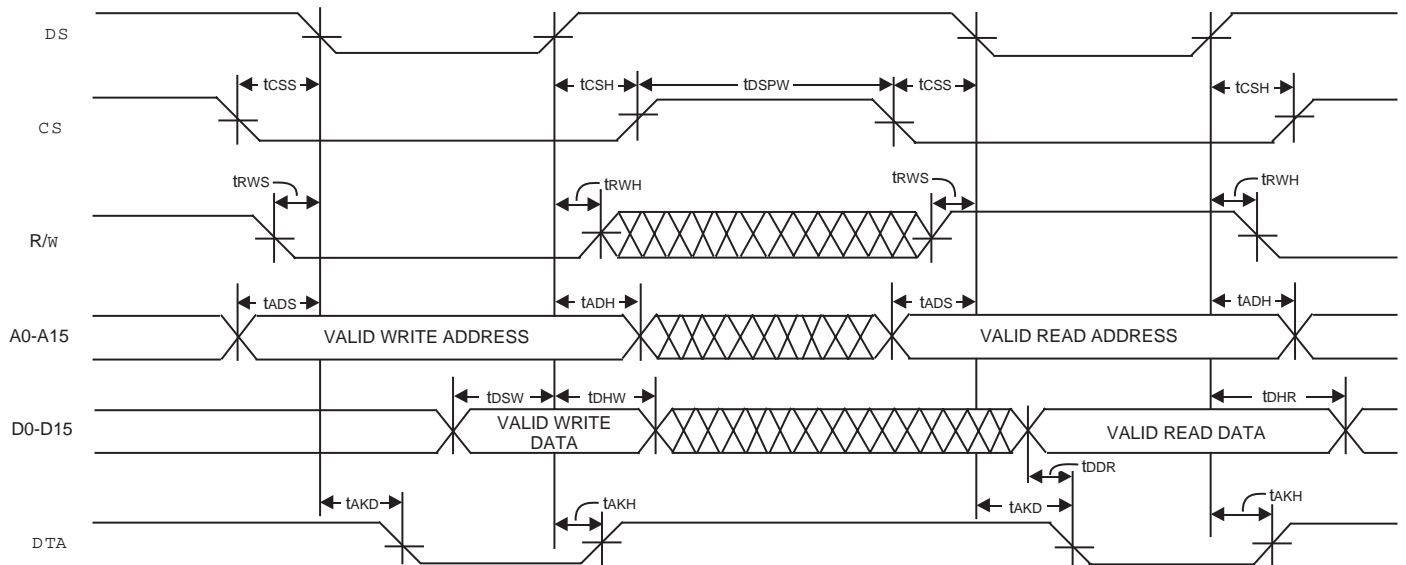 DS
tCSS
tCSH
tDSPW
tCSS
tCSH
CS
tRWS
tRWH
tRWS
tRWH
R/W
tADS
tADH
tADS
tADH
A0-A15
VALID WRITE ADDRESS
VALID READ ADDRESS
tDSW
tDHW
tDHR
D0-D15
VALID WRITE
DATA
VALID READ DATA
tDDR
tAKD
tAKH
tAKD
tAKH
DTA